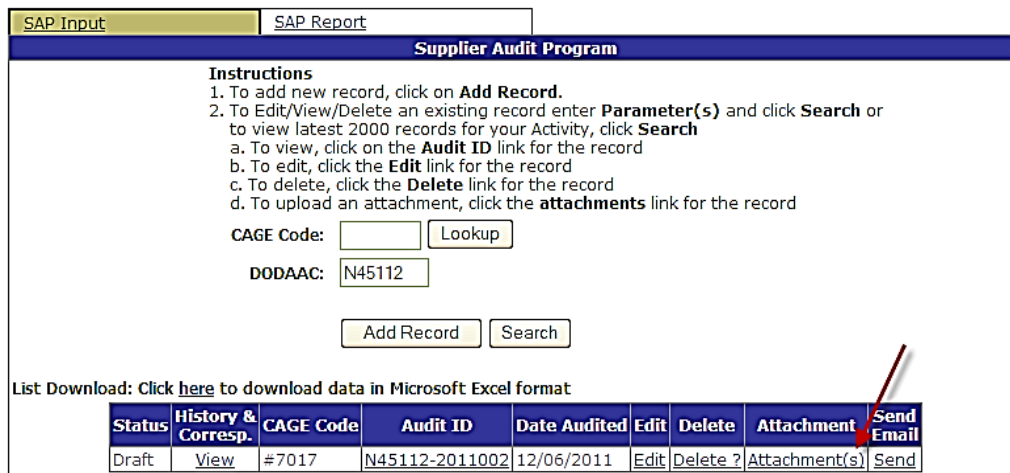 SAP Input SAP Report
Supplier Audit Program
Instructions
1. To add new record, click on Add Record.
2. To Edit/View/Delete an existing record enter Parameter(s) and click Search or
to view latest 2000 records for your Activity, click Search
a. To view, click on the Audit ID link for the record
b. To edit, click the Edit link for the record
c. To delete, click the Delete link for the record
d. To upload an attachment, click the attachments link for the record
CAGE Code: Lookup
DODAAC: N45112
Add Record Search
List Download: Click here to download data in Microsoft Excel format
Status History & Corresp. CAGE Code Audit ID Date Audited Edit Delete Attachment Send Email
Draft View #7017 N45112-2011002 12/06/2011 Edit Delete ? Attachment(s) Send